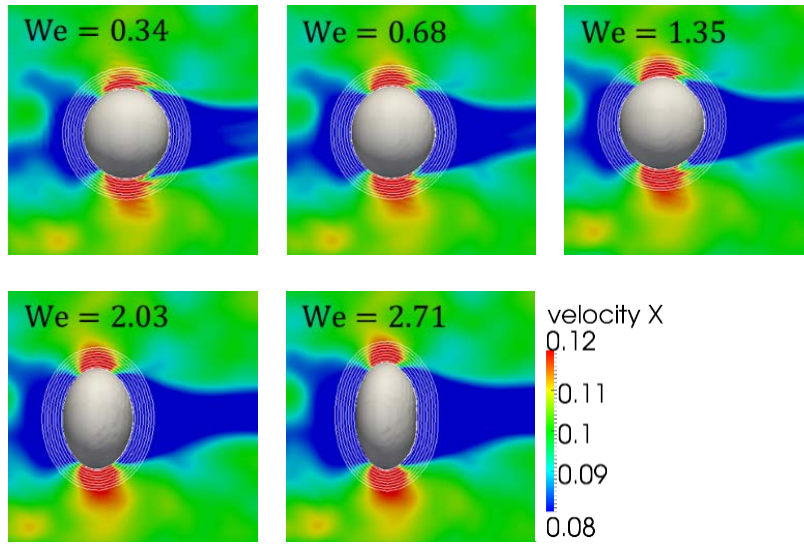 We = 0.34
We = 0.68
We = 1.35
We = 2.03
We = 2.71
velocity X
0.12
0.11
0.1
0.09
0.08